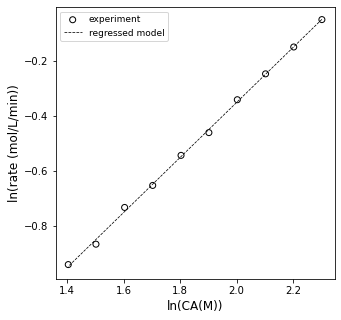 experiment
regressed model
ln(rate (mol/L/min))
−0.2
−0.4
−0.6
−0.8
1.4 1.6 1.8 2.0 2.2
ln(CA(M))